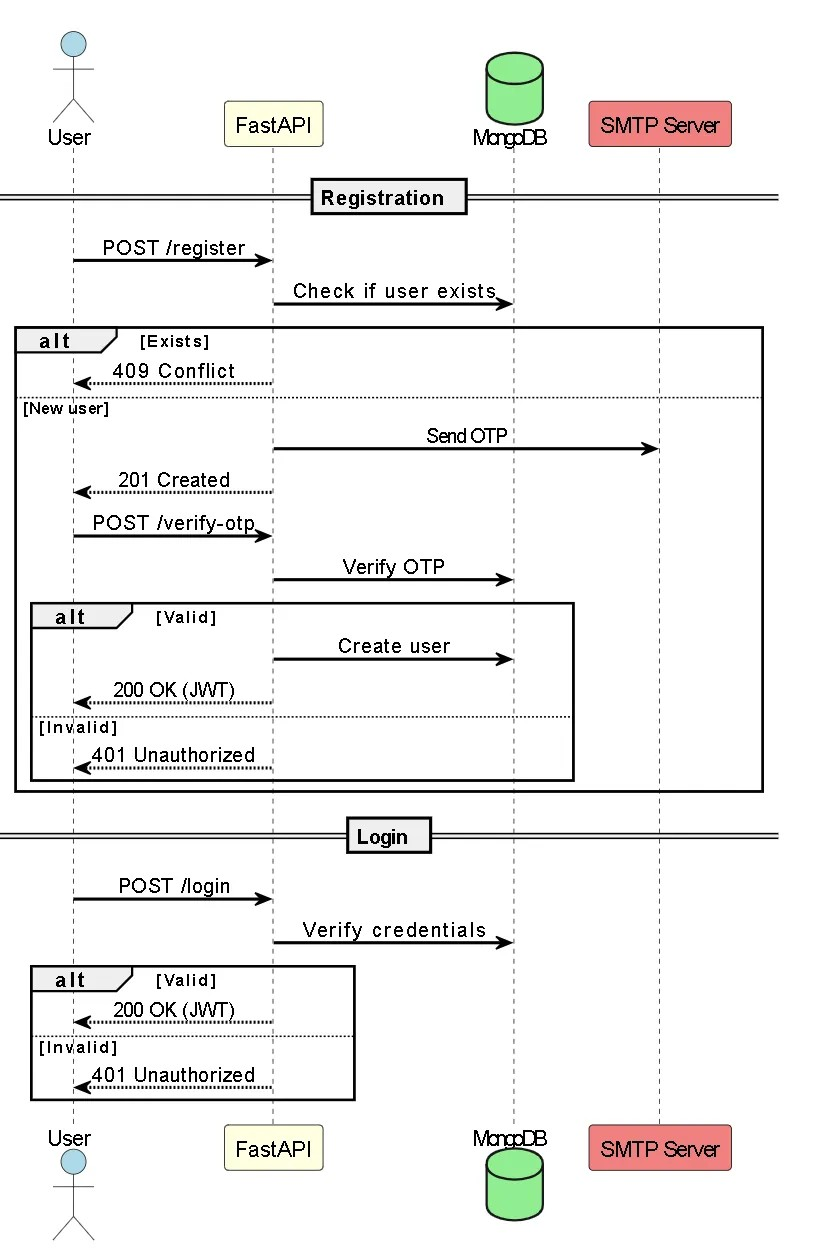 User
FastAPI
MongoDB
SMTP Server
Registration
POST /register
Check if user exists
alt [Exists]
409 Conflict
[New user]
Send OTP
201 Created
POST /verify-otp
Verify OTP
alt [Valid]
Create user
200 OK (JWT)
[Invalid]
401 Unauthorized
Login
POST /login
Verify credentials
alt [Valid]
200 OK (JWT)
[Invalid]
401 Unauthorized
User
FastAPI
MongoDB
SMTP Server